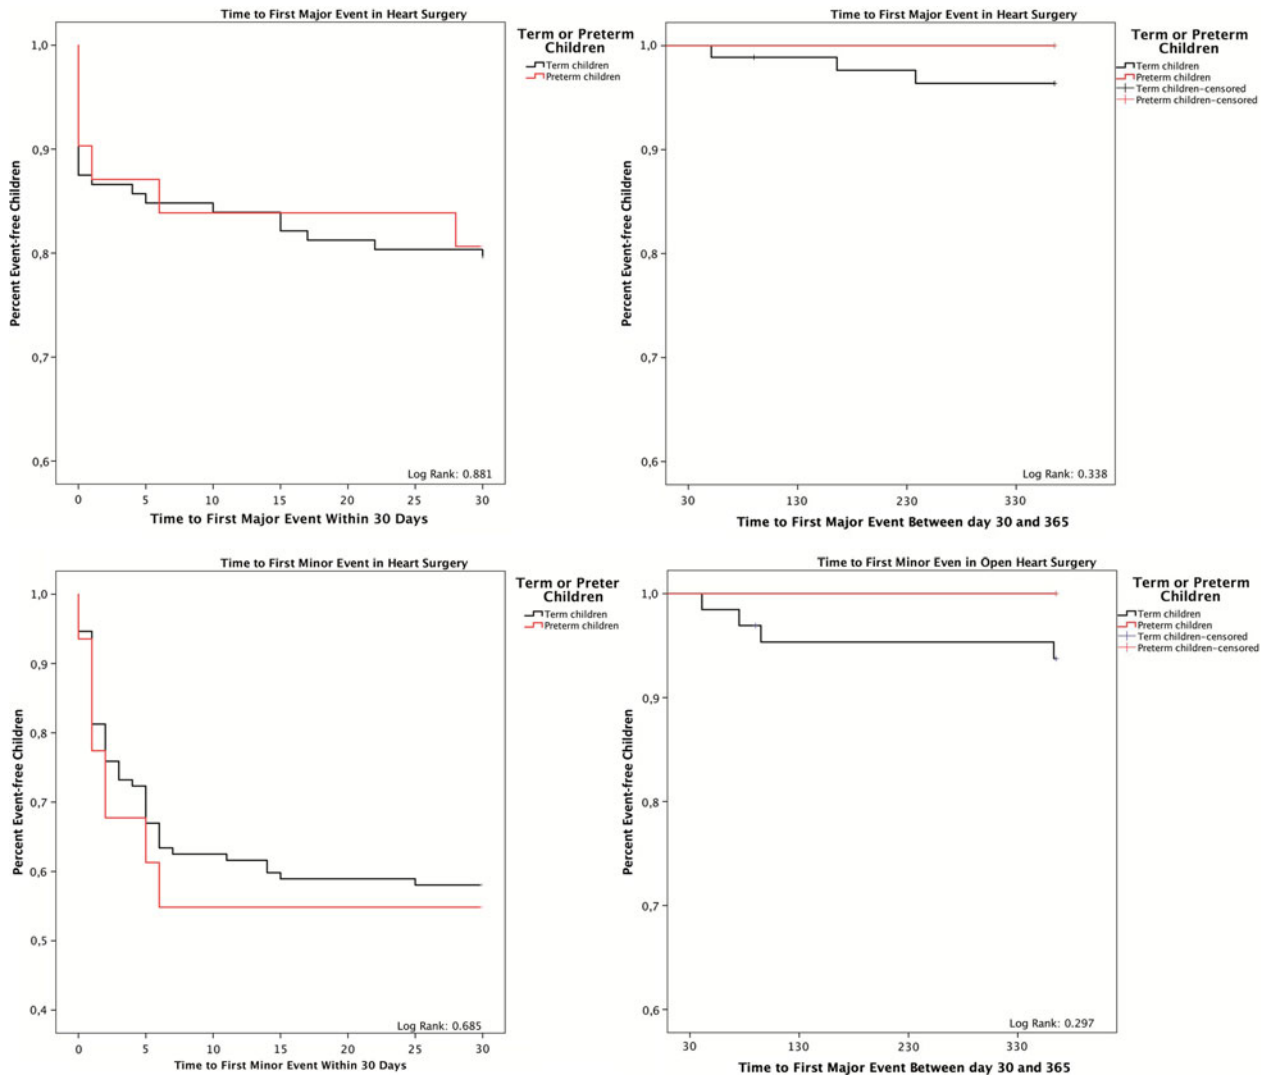 Time to First Major Event in Heart Surgery
Term or Preterm
Children
Term children
Preterm children
1,0
0,9
0,8
0,7
0,6
Percent Event-free Children
Log Rank: 0.881
0 5 10 15 20 25 30
Time to First Major Event Within 30 Days
Time to First Major Event in Heart Surgery
Term or Preterm
Children
Term children
Preterm children
Term children-censored
Preterm children-censored
1,0
0,9
0,8
0,7
0,6
Percent Event-free Children
Log Rank: 0.338
30 130 230 330
Time to First Major Event Between day 30 and 365
Time to First Minor Event in Heart Surgery
Term or Preter
Children
Term children
Preterm children
1,0
0,9
0,8
0,7
0,6
0,5
0,4
Percent Event-free Children
Log Rank: 0.685
0 5 10 15 20 25 30
Time to First Minor Event Within 30 Days
Time to First Minor Even in Open Heart Surgery
Term or Preterm
Children
Term children
Preterm children
Term children-censored
Preterm children-censored
1,0
0,9
0,8
0,7
0,6
Percent Event-free Children
Log Rank: 0.297
30 130 230 330
Time to First Major Event Between day 30 and 365